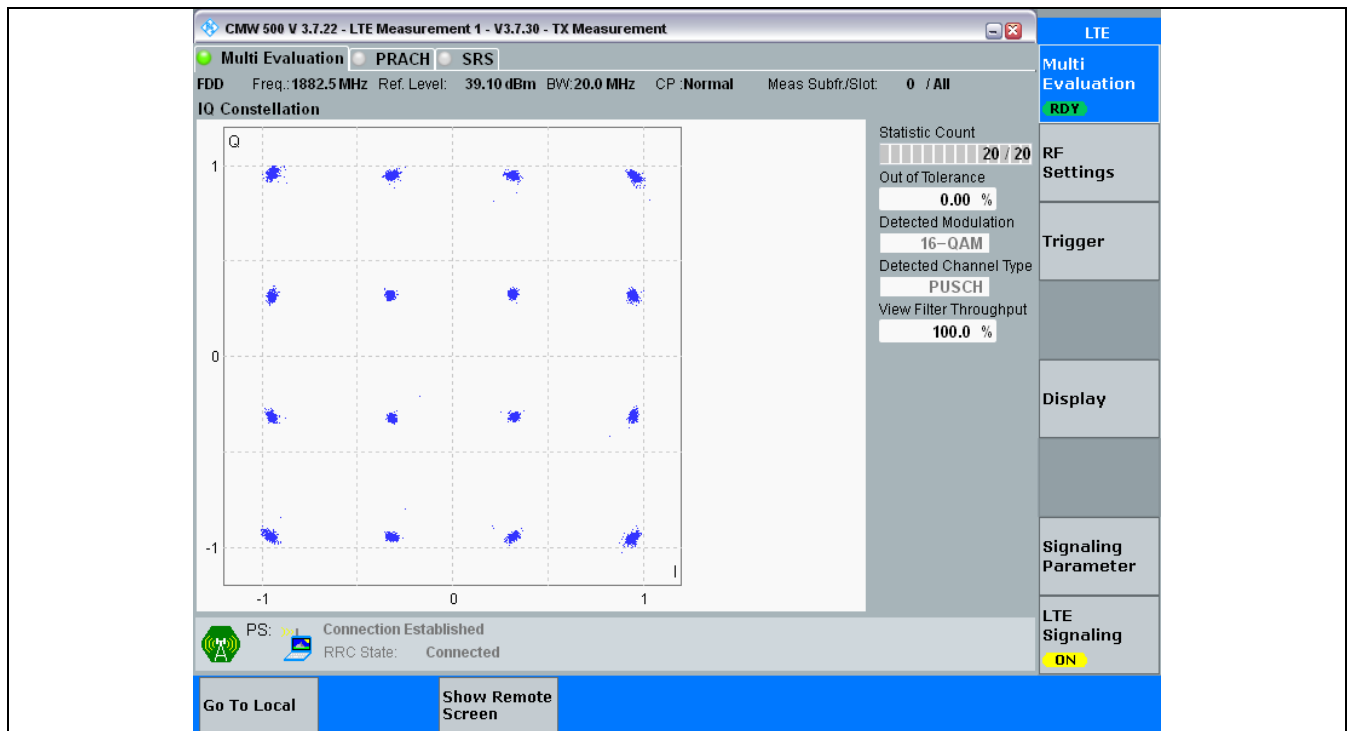 CMW 500 V 3.7.22 - LTE Measurement 1 - V3.7.30 - TX Measurement
LTE
Multi Evaluation PRACH SRS
FDD Freq.:1882.5 MHz Ref. Level: 39.10 dBm BW:20.0 MHz CP :Normal Meas Subfr./Slot: 0 / All
IQ Constellation
Q
1
0
-1
-1 0 1
I
Statistic Count
20 / 20
Out of Tolerance
0.00 %
Detected Modulation
16-QAM
Detected Channel Type
PUSCH
View Filter Throughput
100.0 %
Multi
Evaluation
RDY
RF
Settings
Trigger
Display
Signaling
Parameter
LTE
Signaling
ON
PS: Connection Established
RRC State: Connected
Go To Local
Show Remote
Screen